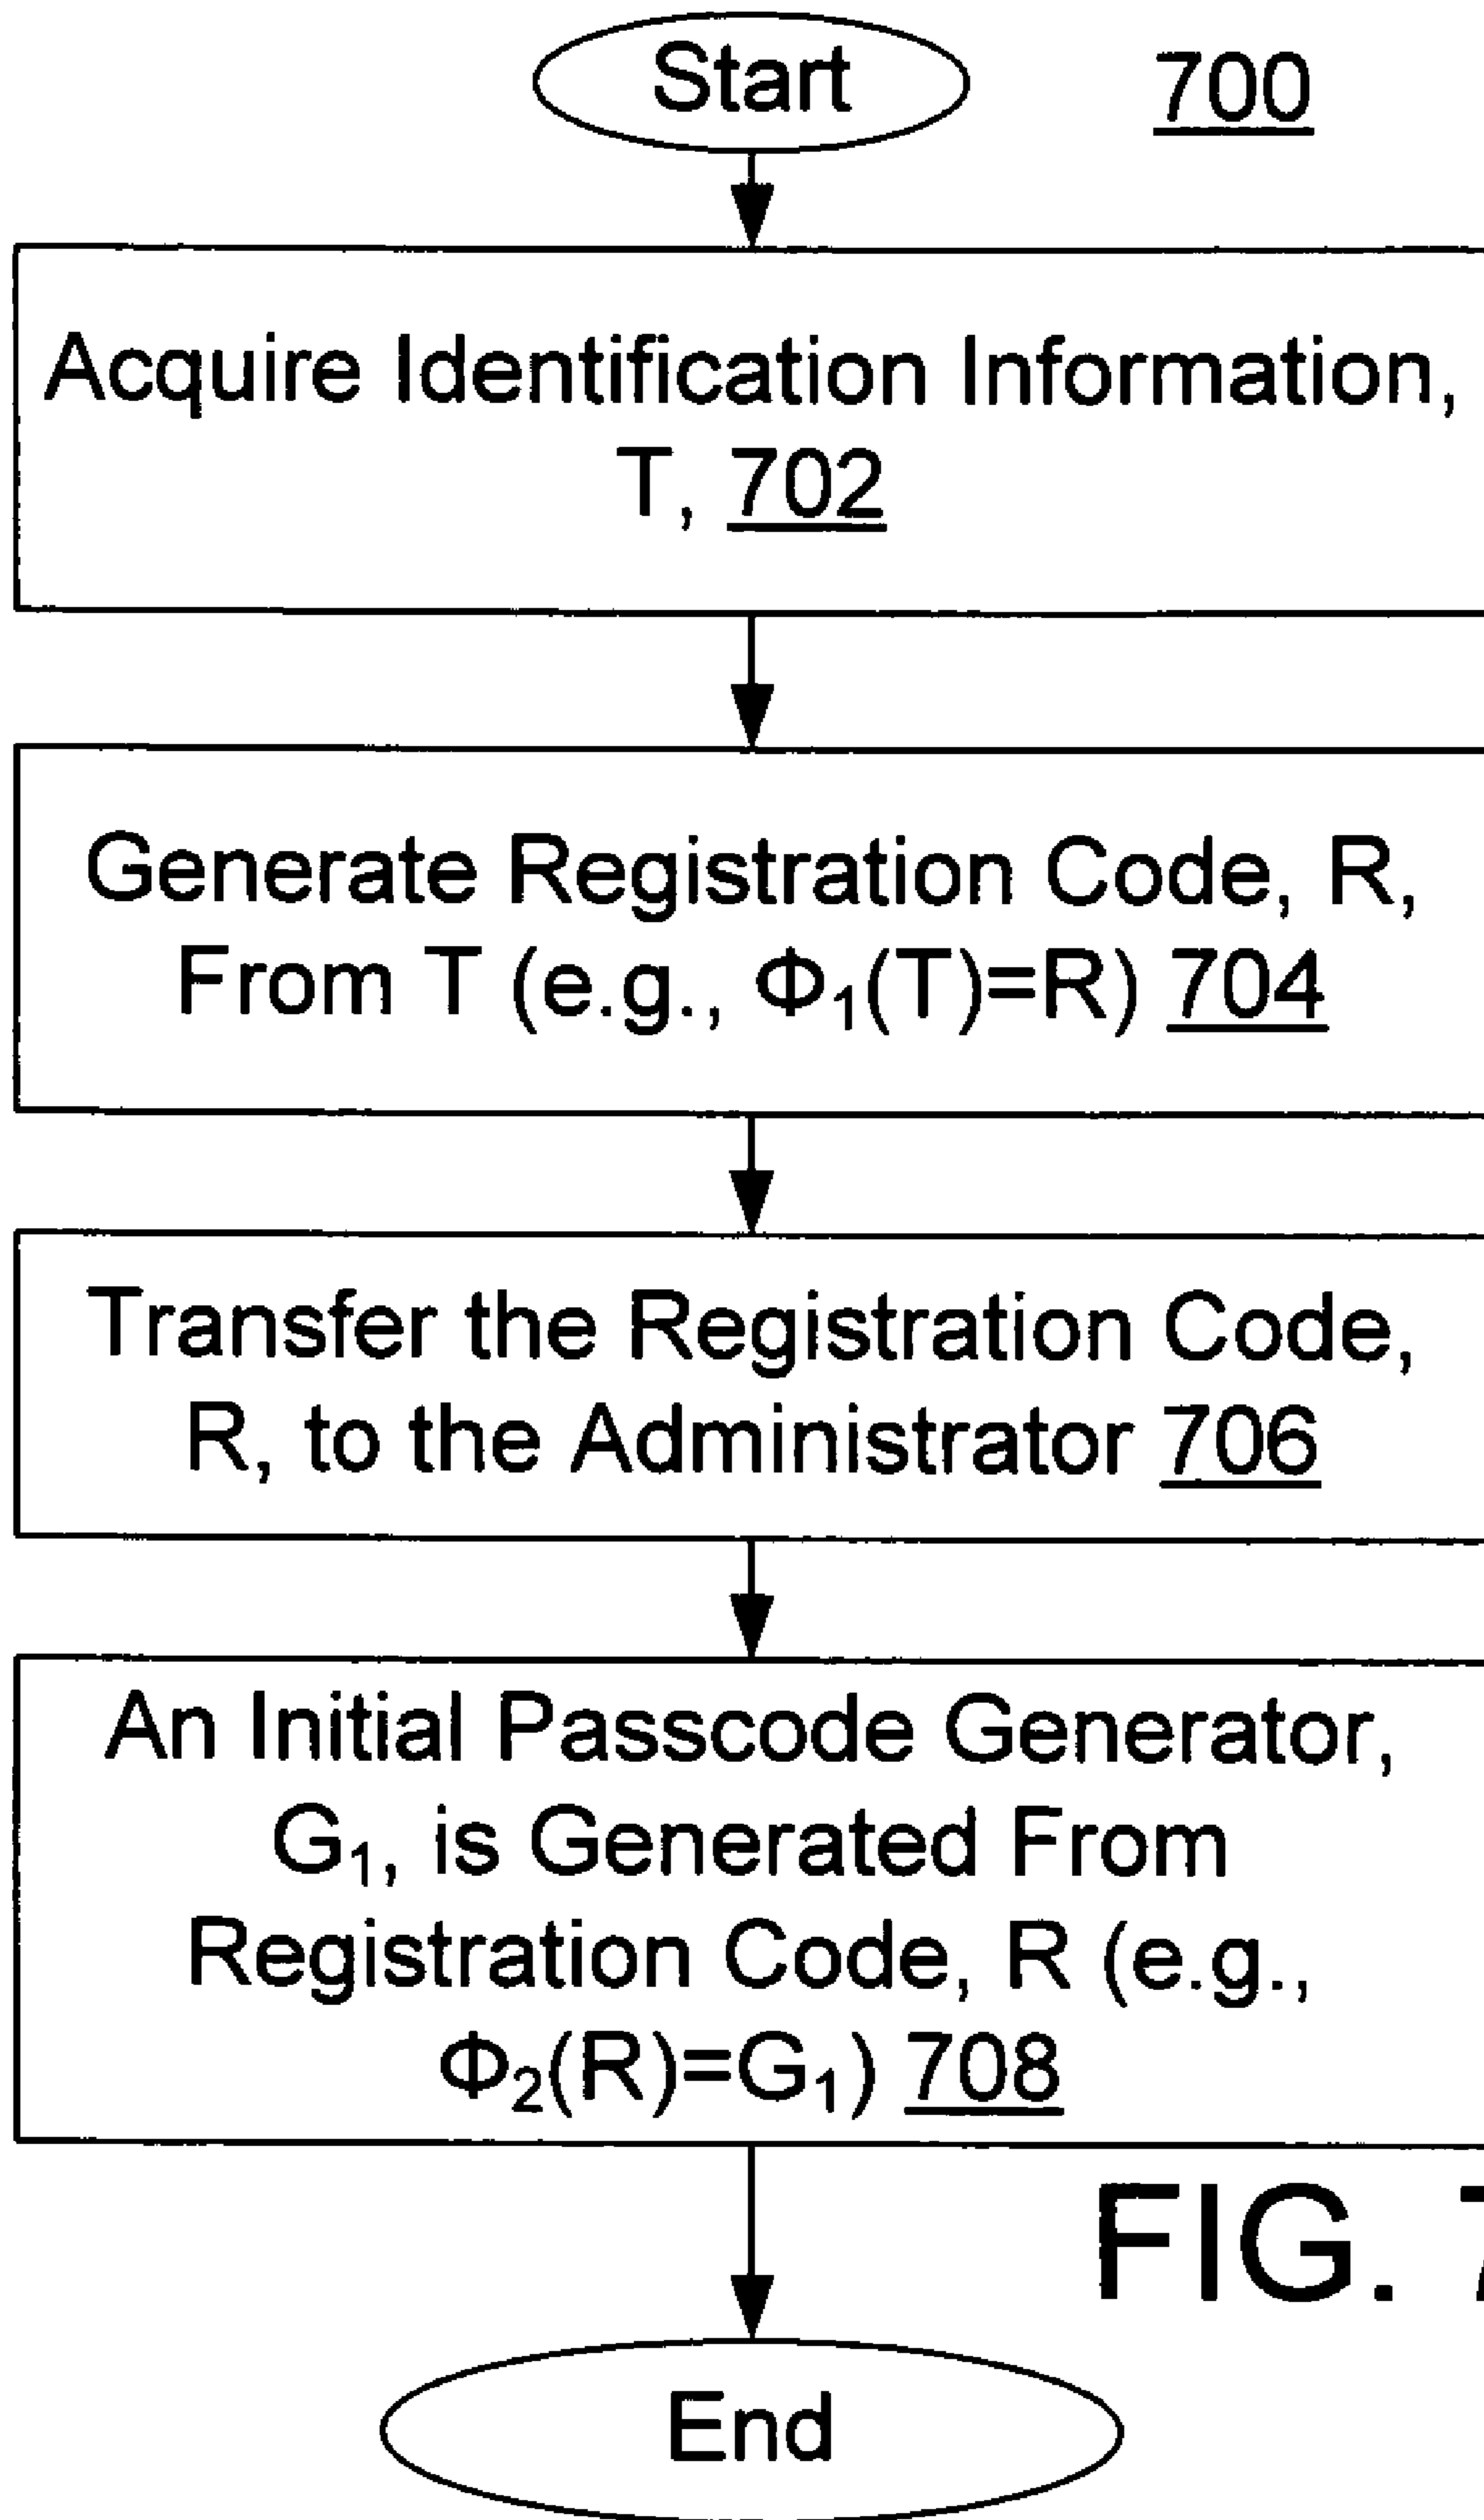 Start
700
Acquire Identification Information,
T, 702
Generate Registration Code, R,
From T (e.g., Φ₁(T)=R) 704
Transfer the Registration Code,
R, to the Administrator 706
An Initial Passcode Generator,
G₁, is Generated From
Registration Code, R (e.g.,
Φ₂(R)=G₁) 708
FIG. 7
End